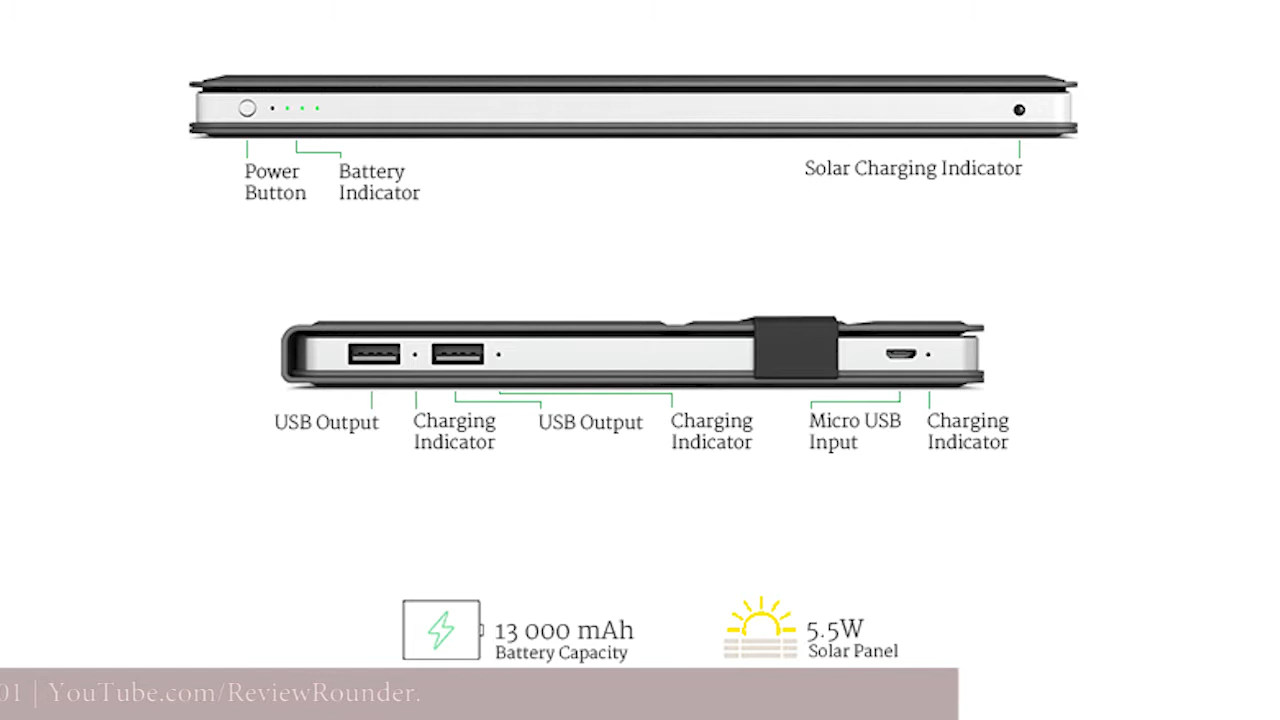 Power
Button
Battery
Indicator
Solar Charging Indicator
USB Output
Charging
Indicator
USB Output
Charging
Indicator
Micro USB
Input
Charging
Indicator
13 000 mAh
Battery Capacity
5.5W
Solar Panel
01 | YouTube.com/ReviewRounder.